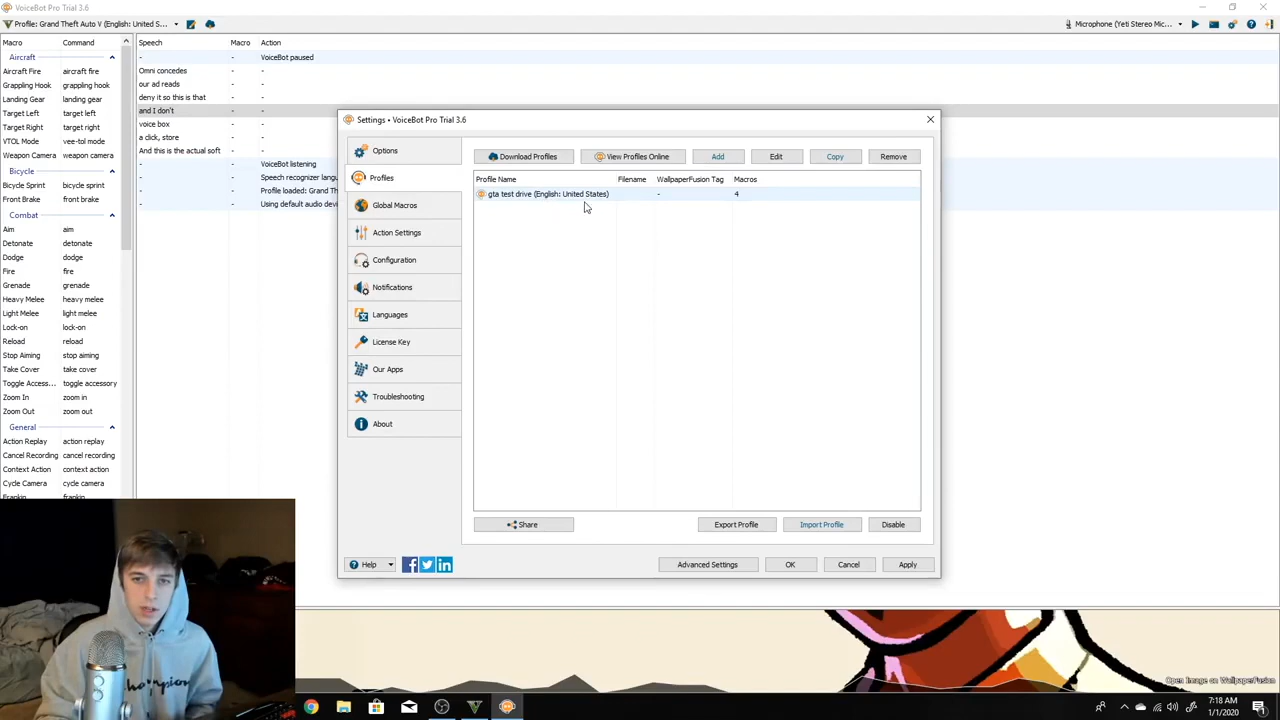 VoiceBot Pro Trial 3.6
Profile: Grand Theft Auto V (English: United S...
Microphone (Yeti Stereo Mic...
Macro Command
Speech Macro Action
Aircraft
Aircraft Fire aircraft fire
Grappling Hook grappling hook
Landing Gear landing gear
Target Left target left
Target Right target right
VTOL Mode vee-tol mode
Weapon Camera weapon camera
Bicycle
Bicycle Sprint bicycle sprint
Front Brake front brake
Combat
Aim aim
Detonate detonate
Dodge dodge
Fire fire
Grenade grenade
Heavy Melee heavy melee
Light Melee light melee
Lock-on lock-on
Reload reload
Stop Aiming stop aiming
Take Cover take cover
Toggle Access... toggle accessory
Zoom In zoom in
Zoom Out zoom out
General
Action Replay action replay
Cancel Recording cancel recording
Context Action context action
Cycle Camera cycle camera
Frankin frankin
- - VoiceBot paused
Omni concedes - -
our ad reads - -
deny it so this is that - -
and I don't - -
voice box - -
a click, store - -
And this is the actual soft - -
- - VoiceBot listening
- - Speech recognizer lang
- - Profile loaded: Grand Th
- - Using default audio devi
Settings • VoiceBot Pro Trial 3.6
Options
Profiles
Global Macros
Action Settings
Configuration
Notifications
Languages
License Key
Our Apps
Troubleshooting
About
Download Profiles View Profiles Online Add Edit Copy Remove
Profile Name Filename WallpaperFusion Tag Macros
gta test drive (English: United States) - 4
Share Export Profile Import Profile Disable
Help Advanced Settings OK Cancel Apply
Champion
Open Image on WallpaperFusion
7:18 AM
1/1/2020